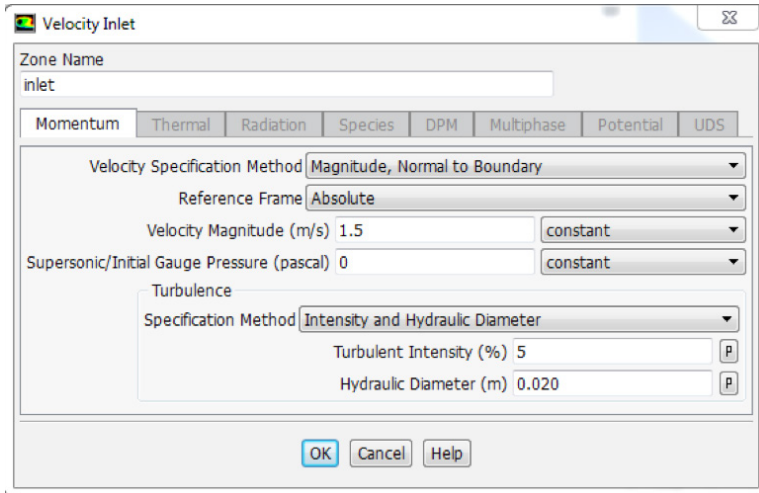 Velocity Inlet
Zone Name
inlet
Momentum Thermal Radiation Species DPM Multiphase Potential UDS
Velocity Specification Method Magnitude, Normal to Boundary
Reference Frame Absolute
Velocity Magnitude (m/s) 1.5 constant
Supersonic/Initial Gauge Pressure (pascal) 0 constant
Turbulence
Specification Method Intensity and Hydraulic Diameter
Turbulent Intensity (%) 5 P
Hydraulic Diameter (m) 0.020 P
OK Cancel Help